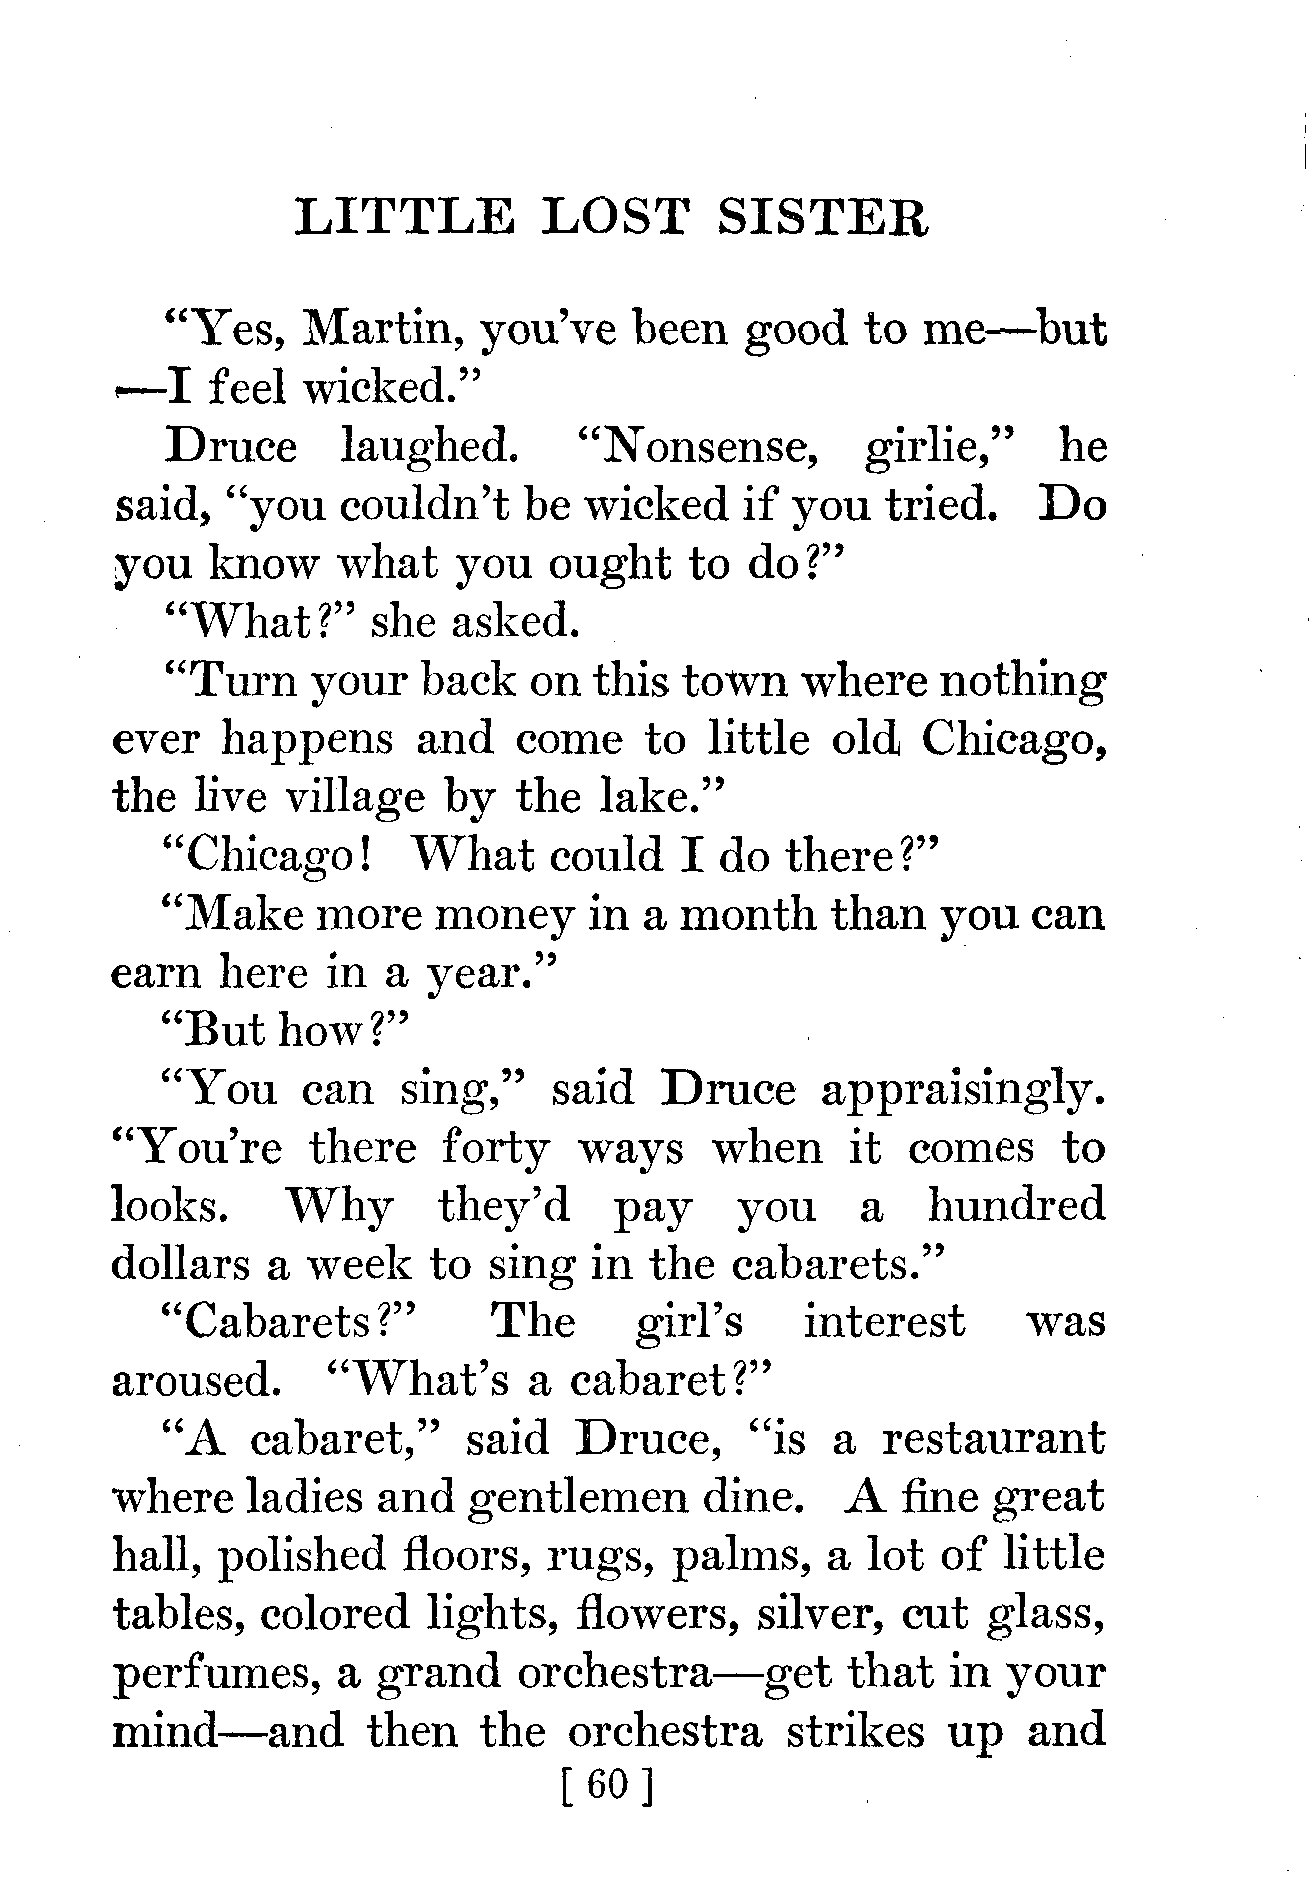 LITTLE LOST SISTER
“Yes, Martin, you’ve been good to me—but
—I feel wicked.”
Druce laughed. “Nonsense, girlie,” he
said, “you couldn’t be wicked if you tried. Do
you know what you ought to do?”
“What?” she asked.
“Turn your back on this town where nothing
ever happens and come to little old Chicago,
the live village by the lake.”
“Chicago! What could I do there?”
“Make more money in a month than you can
earn here in a year.”
“But how?”
“You can sing,” said Druce appraisingly.
“You’re there forty ways when it comes to
looks. Why they’d pay you a hundred
dollars a week to sing in the cabarets.”
“Cabarets?” The girl’s interest was
aroused. “What’s a cabaret?”
“A cabaret,” said Druce, “is a restaurant
where ladies and gentlemen dine. A fine great
hall, polished floors, rugs, palms, a lot of little
tables, colored lights, flowers, silver, cut glass,
perfumes, a grand orchestra—get that in your
mind—and then the orchestra strikes up and
[ 60 ]